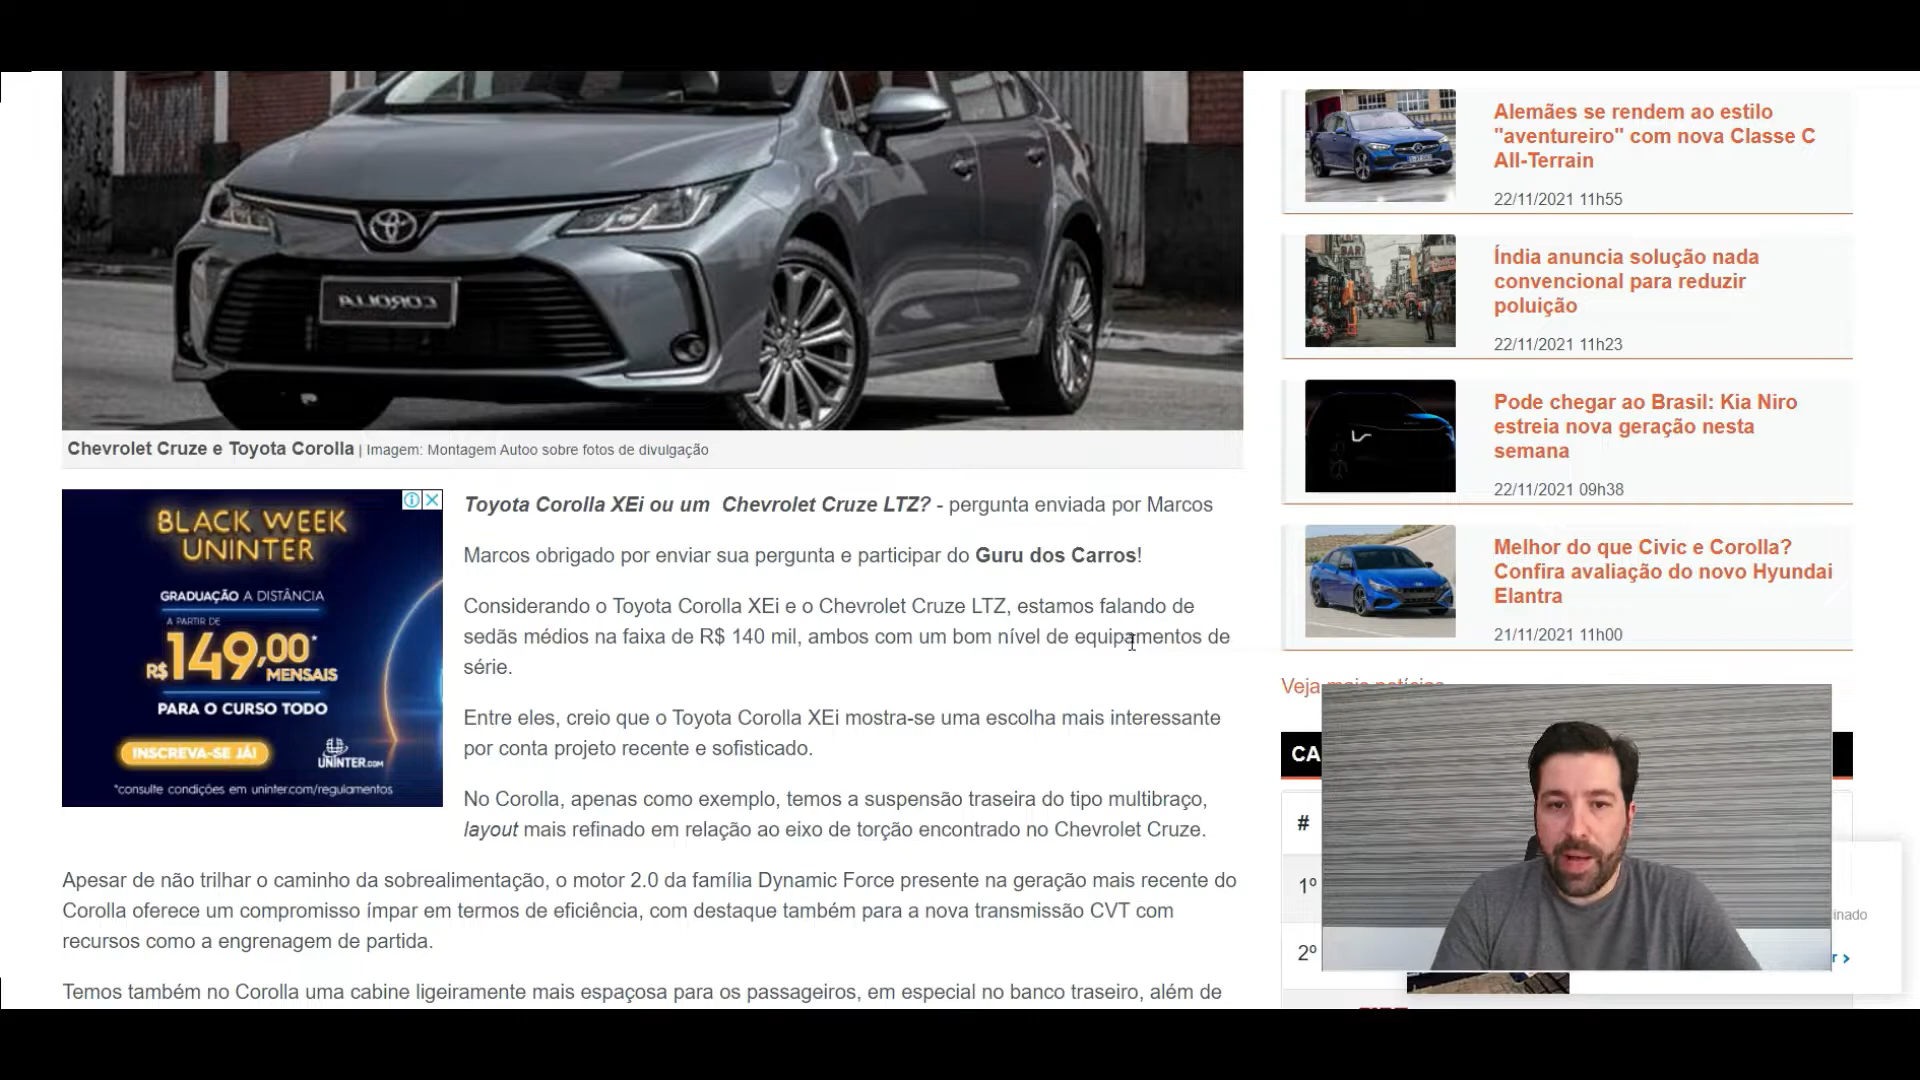 COROLLA
Chevrolet Cruze e Toyota Corolla | Imagem: Montagem Autoo sobre fotos de divulgação
BLACK WEEK
UNINTER
GRADUAÇÃO A DISTÂNCIA
A PARTIR DE
R$ 149,00*
MENSAIS
PARA O CURSO TODO
INSCREVA-SE JÁ!
UNINTER.COM
*consulte condições em uninter.com/regulamentos
Toyota Corolla XEi ou um Chevrolet Cruze LTZ? - pergunta enviada por Marcos
Marcos obrigado por enviar sua pergunta e participar do Guru dos Carros!
Considerando o Toyota Corolla XEi e o Chevrolet Cruze LTZ, estamos falando de
sedãs médios na faixa de R$ 140 mil, ambos com um bom nível de equipamentos de
série.
Entre eles, creio que o Toyota Corolla XEi mostra-se uma escolha mais interessante
por conta projeto recente e sofisticado.
No Corolla, apenas como exemplo, temos a suspensão traseira do tipo multibraço,
layout mais refinado em relação ao eixo de torção encontrado no Chevrolet Cruze.
Apesar de não trilhar o caminho da sobrealimentação, o motor 2.0 da família Dynamic Force presente na geração mais recente do
Corolla oferece um compromisso ímpar em termos de eficiência, com destaque também para a nova transmissão CVT com
recursos como a engrenagem de partida.
Temos também no Corolla uma cabine ligeiramente mais espaçosa para os passageiros, em especial no banco traseiro, além de
Alemães se rendem ao estilo
"aventureiro" com nova Classe C
All-Terrain
22/11/2021 11h55
BAR
Índia anuncia solução nada
convencional para reduzir
poluição
22/11/2021 11h23
Pode chegar ao Brasil: Kia Niro
estreia nova geração nesta
semana
22/11/2021 09h38
Melhor do que Civic e Corolla?
Confira avaliação do novo Hyundai
Elantra
21/11/2021 11h00
Veja mais notícias
CA
#
1º
2º
inado
r ›